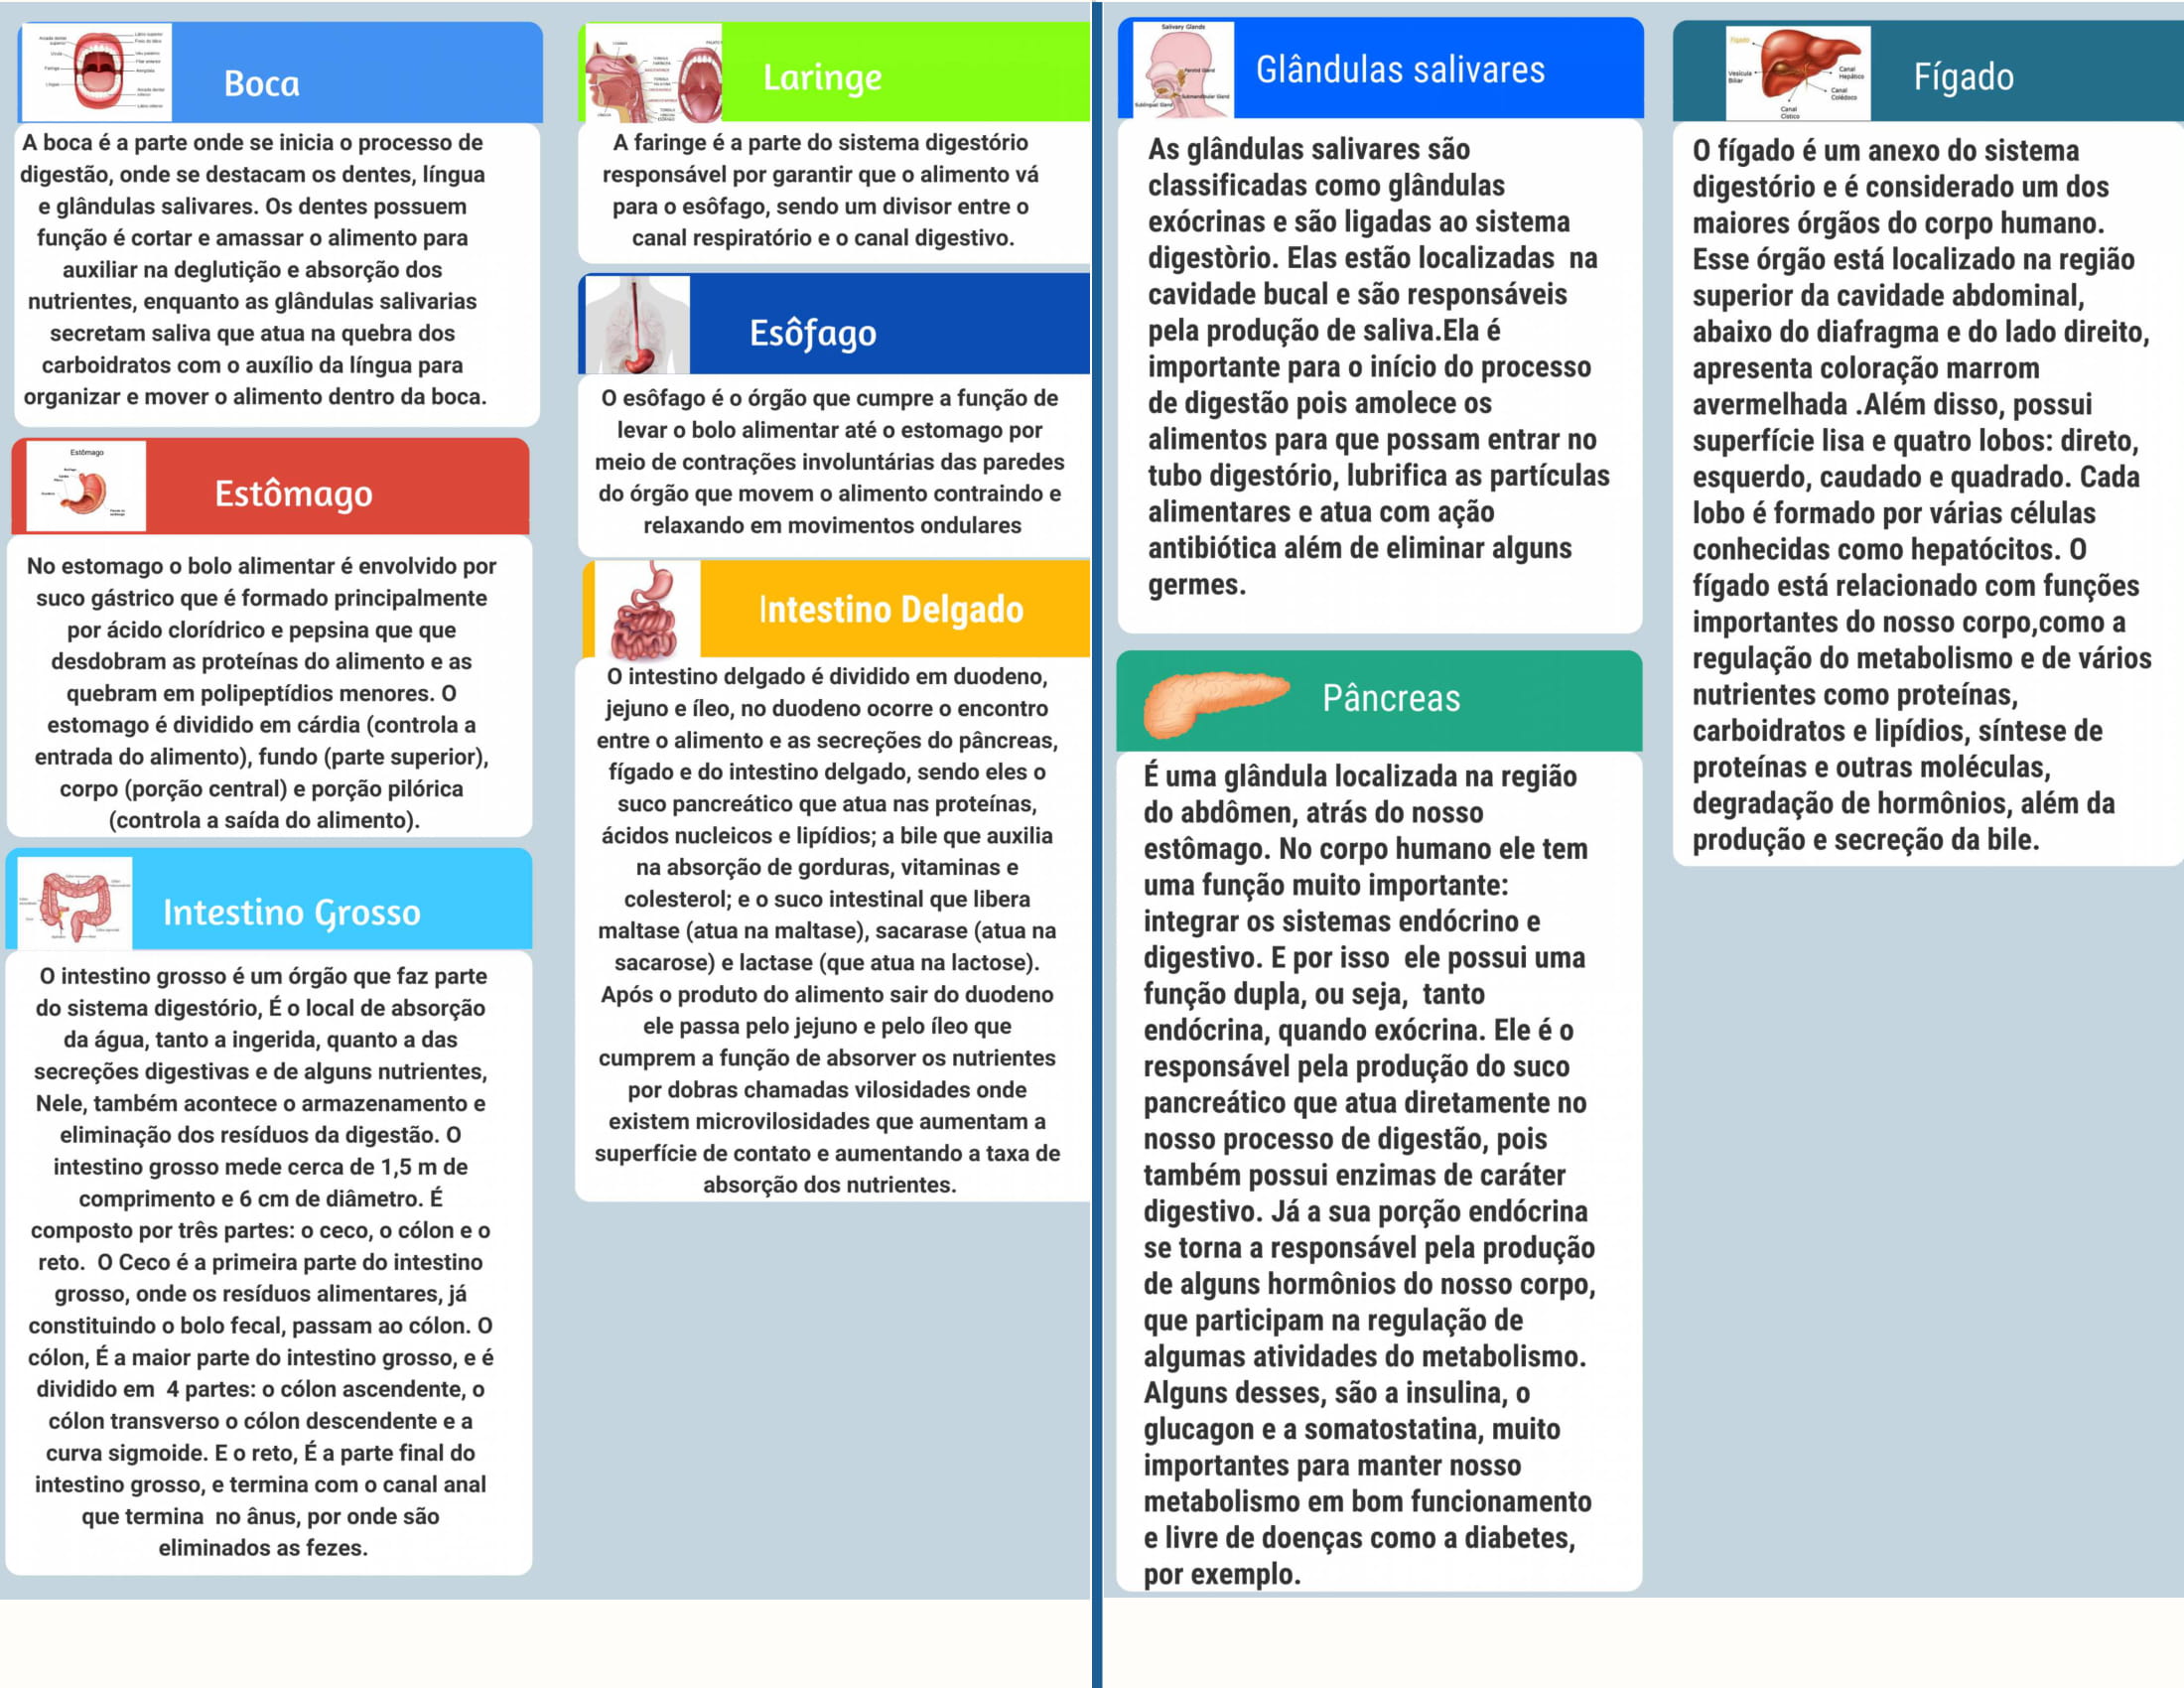 Boca
A boca é a parte onde se inicia o processo de
digestão, onde se destacam os dentes, língua
e glândulas salivares. Os dentes possuem
função é cortar e amassar o alimento para
auxiliar na deglutição e absorção dos
nutrientes, enquanto as glândulas salivarias
secretam saliva que atua na quebra dos
carboidratos com o auxílio da língua para
organizar e mover o alimento dentro da boca.
Estômago
Estômago
No estomago o bolo alimentar é envolvido por
suco gástrico que é formado principalmente
por ácido clorídrico e pepsina que que
desdobram as proteínas do alimento e as
quebram em polipeptídios menores. O
estomago é dividido em cárdia (controla a
entrada do alimento), fundo (parte superior),
corpo (porção central) e porção pilórica
(controla a saída do alimento).
Intestino Grosso
O intestino grosso é um órgão que faz parte
do sistema digestório, É o local de absorção
da água, tanto a ingerida, quanto a das
secreções digestivas e de alguns nutrientes,
Nele, também acontece o armazenamento e
eliminação dos resíduos da digestão. O
intestino grosso mede cerca de 1,5 m de
comprimento e 6 cm de diâmetro. É
composto por três partes: o ceco, o cólon e o
reto. O Ceco é a primeira parte do intestino
grosso, onde os resíduos alimentares, já
constituindo o bolo fecal, passam ao cólon. O
cólon, É a maior parte do intestino grosso, e é
dividido em 4 partes: o cólon ascendente, o
cólon transverso o cólon descendente e a
curva sigmoide. E o reto, É a parte final do
intestino grosso, e termina com o canal anal
que termina no ânus, por onde são
eliminados as fezes.
Laringe
A faringe é a parte do sistema digestório
responsável por garantir que o alimento vá
para o esôfago, sendo um divisor entre o
canal respiratório e o canal digestivo.
Esôfago
O esôfago é o órgão que cumpre a função de
levar o bolo alimentar até o estomago por
meio de contrações involuntárias das paredes
do órgão que movem o alimento contraindo e
relaxando em movimentos ondulares
Intestino Delgado
O intestino delgado é dividido em duodeno,
jejuno e íleo, no duodeno ocorre o encontro
entre o alimento e as secreções do pâncreas,
fígado e do intestino delgado, sendo eles o
suco pancreático que atua nas proteínas,
ácidos nucleicos e lipídios; a bile que auxilia
na absorção de gorduras, vitaminas e
colesterol; e o suco intestinal que libera
maltase (atua na maltase), sacarase (atua na
sacarose) e lactase (que atua na lactose).
Após o produto do alimento sair do duodeno
ele passa pelo jejuno e pelo íleo que
cumprem a função de absorver os nutrientes
por dobras chamadas vilosidades onde
existem microvilosidades que aumentam a
superfície de contato e aumentando a taxa de
absorção dos nutrientes.
Salivary Glands
Parotid Gland
Submandibular Gland
Sublingual Gland
Glândulas salivares
As glândulas salivares são
classificadas como glândulas
exócrinas e são ligadas ao sistema
digestòrio. Elas estão localizadas na
cavidade bucal e são responsáveis
pela produção de saliva.Ela é
importante para o início do processo
de digestão pois amolece os
alimentos para que possam entrar no
tubo digestório, lubrifica as partículas
alimentares e atua com ação
antibiótica além de eliminar alguns
germes.
Pâncreas
É uma glândula localizada na região
do abdômen, atrás do nosso
estômago. No corpo humano ele tem
uma função muito importante:
integrar os sistemas endócrino e
digestivo. E por isso ele possui uma
função dupla, ou seja, tanto
endócrina, quando exócrina. Ele é o
responsável pela produção do suco
pancreático que atua diretamente no
nosso processo de digestão, pois
também possui enzimas de caráter
digestivo. Já a sua porção endócrina
se torna a responsável pela produção
de alguns hormônios do nosso corpo,
que participam na regulação de
algumas atividades do metabolismo.
Alguns desses, são a insulina, o
glucagon e a somatostatina, muito
importantes para manter nosso
metabolismo em bom funcionamento
e livre de doenças como a diabetes,
por exemplo.
Fígado
Vesícula
Biliar
Canal
Hepático
Canal
Colédoco
Canal
Cístico
Fígado
O fígado é um anexo do sistema
digestório e é considerado um dos
maiores órgãos do corpo humano.
Esse órgão está localizado na região
superior da cavidade abdominal,
abaixo do diafragma e do lado direito,
apresenta coloração marrom
avermelhada .Além disso, possui
superfície lisa e quatro lobos: direto,
esquerdo, caudado e quadrado. Cada
lobo é formado por várias células
conhecidas como hepatócitos. O
fígado está relacionado com funções
importantes do nosso corpo,como a
regulação do metabolismo e de vários
nutrientes como proteínas,
carboidratos e lipídios, síntese de
proteínas e outras moléculas,
degradação de hormônios, além da
produção e secreção da bile.